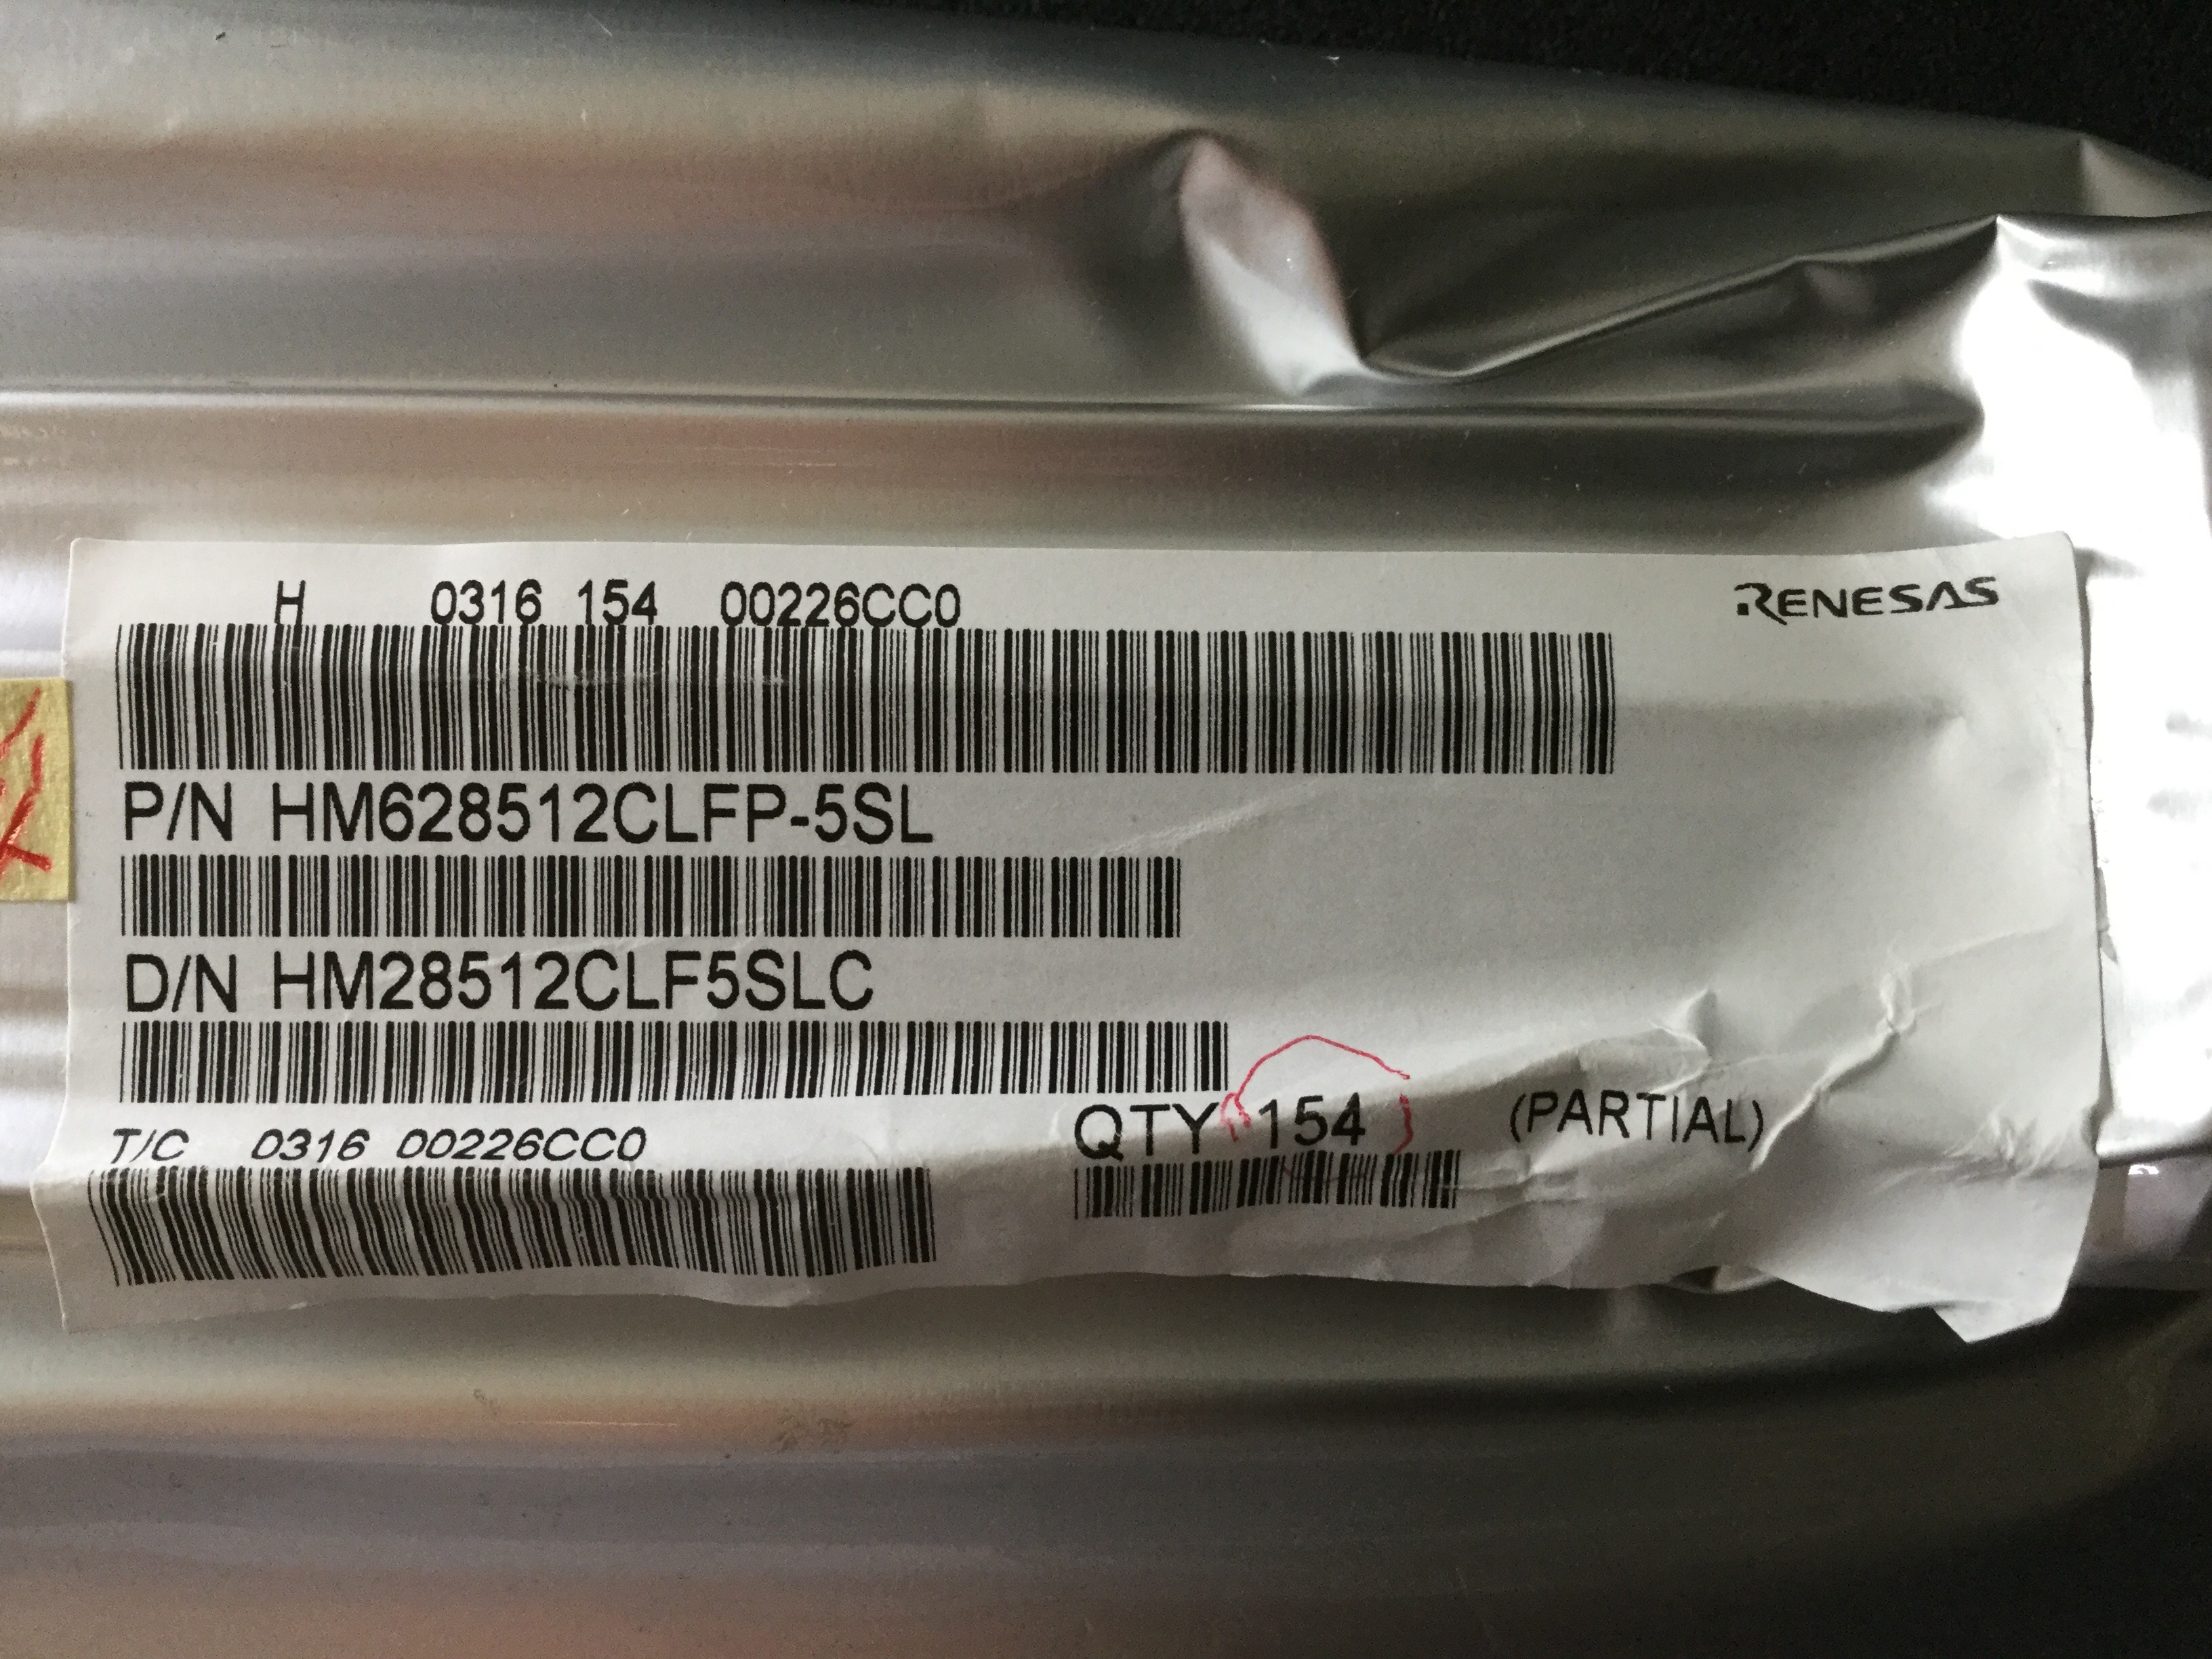 H 0316 154 00226CC0
RENESAS
P/N HM628512CLFP-5SL
D/N HM28512CLF5SLC
T/C 0316 00226CC0
QTY 154 (PARTIAL)